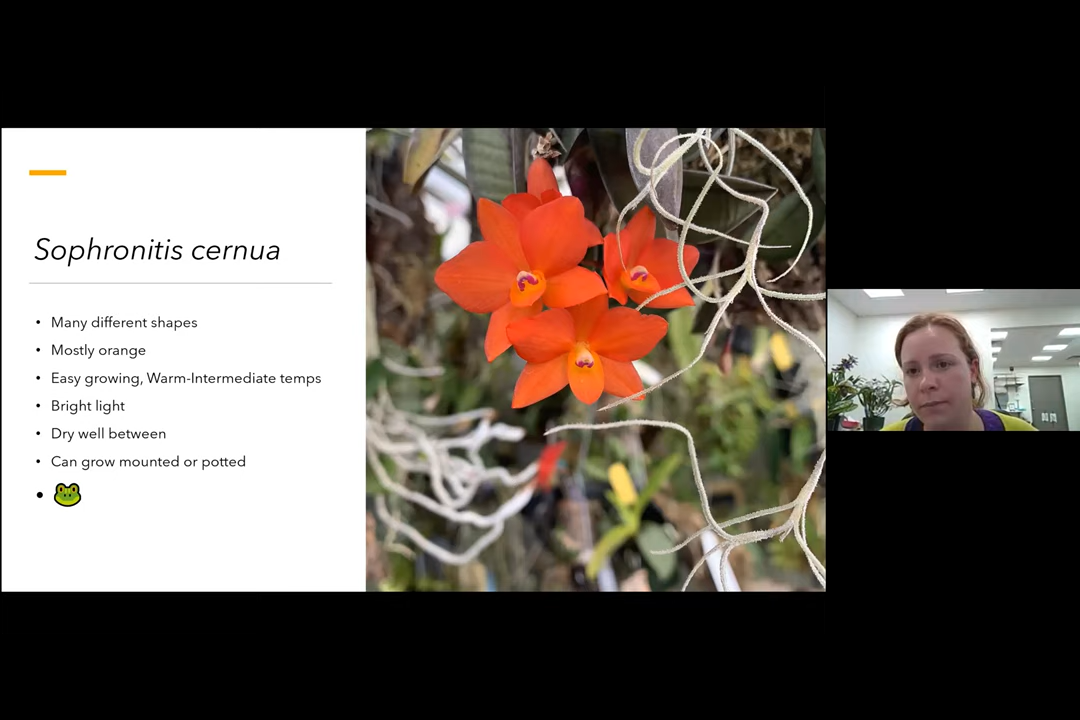 Sophronitis cernua
• Many different shapes
• Mostly orange
• Easy growing, Warm-Intermediate temps
• Bright light
• Dry well between
• Can grow mounted or potted
• 🐸